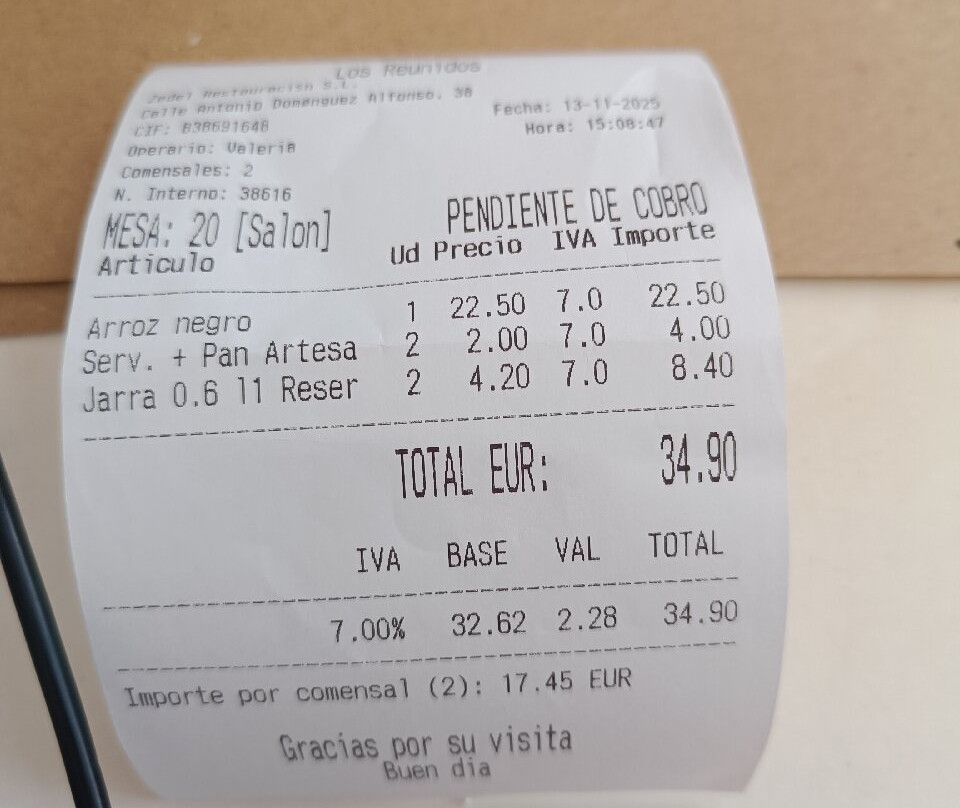 Los Reunidos
Zedel Restauracion S.L.
Calle Antonio Dominguez Alfonso, 38
Fecha: 13-11-2025
CIF: B38691648
Hora: 15:08:47
Operario: Valeria
Comensales: 2
N. Interno: 38616
PENDIENTE DE COBRO
MESA: 20 [Salon]
Articulo Ud Precio IVA Importe
Arroz negro 1 22.50 7.0 22.50
Serv. + Pan Artesa 2 2.00 7.0 4.00
Jarra 0.6 ll Reser 2 4.20 7.0 8.40
TOTAL EUR: 34.90
IVA BASE VAL TOTAL
7.00% 32.62 2.28 34.90
Importe por comensal (2): 17.45 EUR
Gracias por su visita
Buen dia